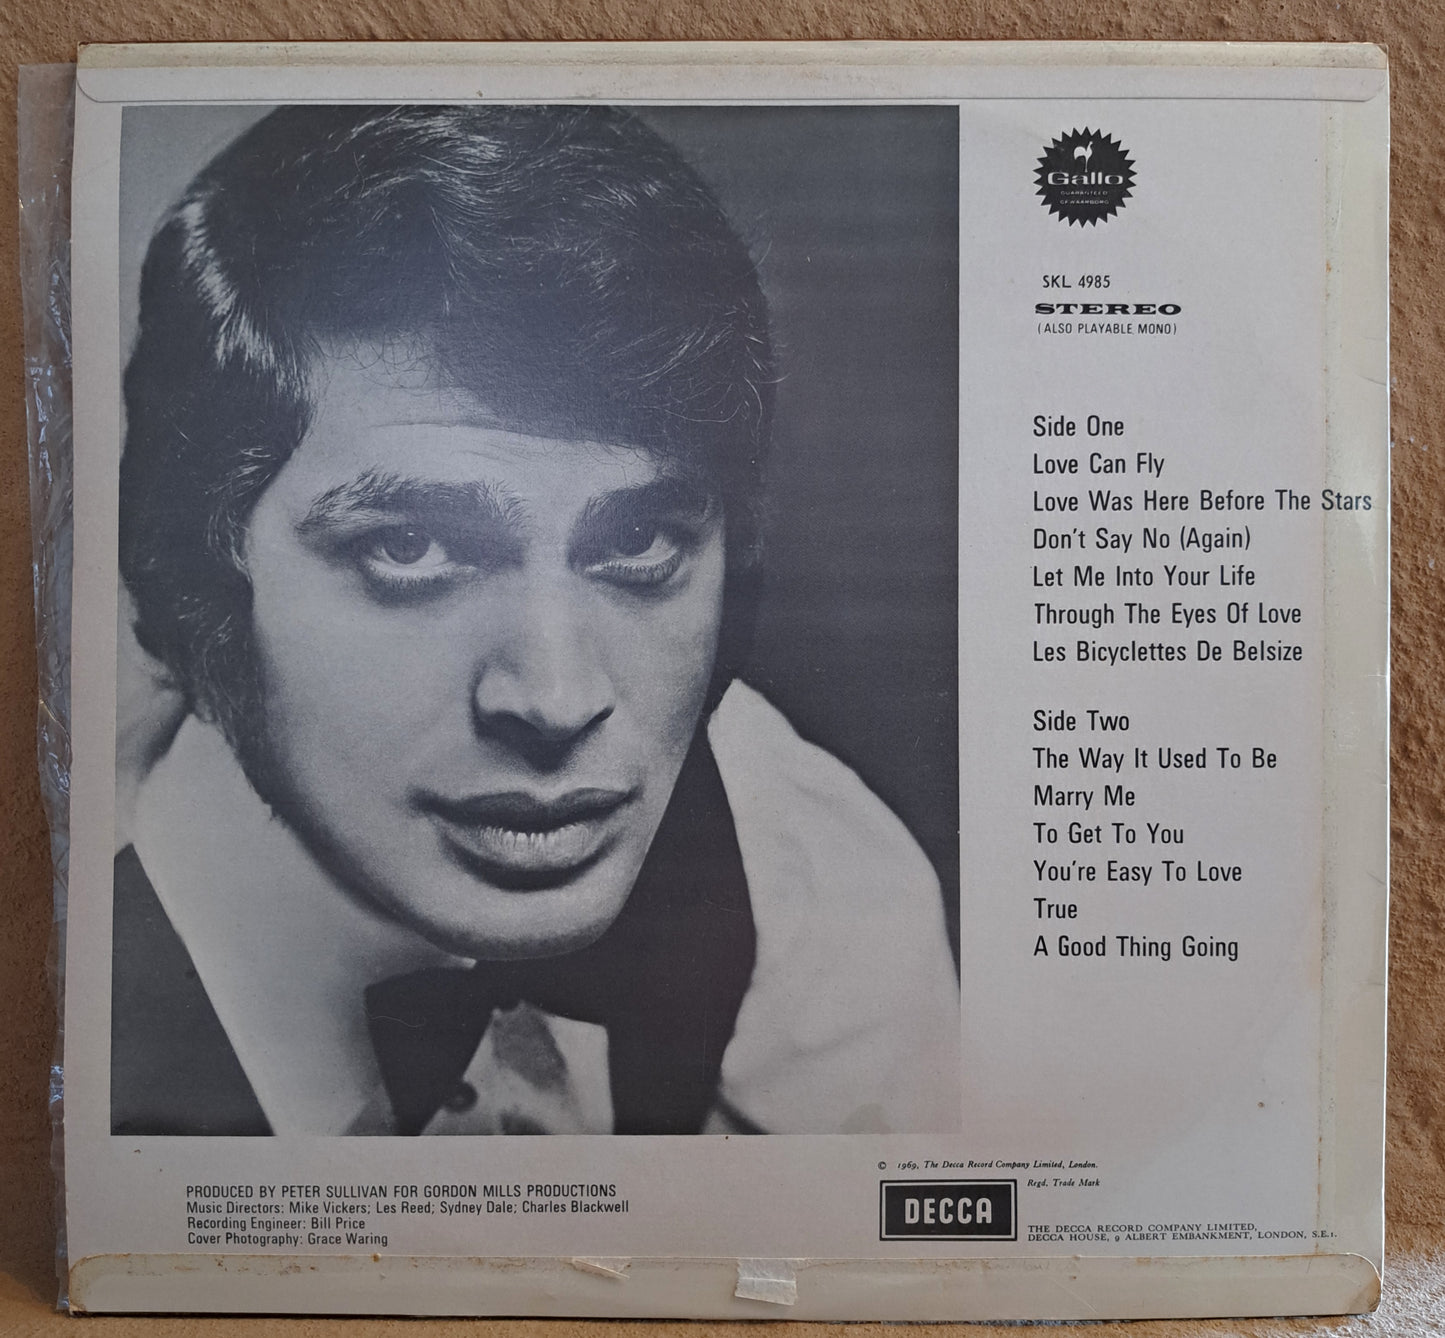 Gallo
GUARANTEED
GEWAARBORG
SKL 4985
STEREO
(ALSO PLAYABLE MONO)
Side One
Love Can Fly
Love Was Here Before The Stars
Don't Say No (Again)
Let Me Into Your Life
Through The Eyes Of Love
Les Bicyclettes De Belsize
Side Two
The Way It Used To Be
Marry Me
To Get To You
You're Easy To Love
True
A Good Thing Going
© 1969, The Decca Record Company Limited, London.
Regd. Trade Mark
DECCA
THE DECCA RECORD COMPANY LIMITED,
DECCA HOUSE, 9 ALBERT EMBANKMENT, LONDON, S.E.1.
PRODUCED BY PETER SULLIVAN FOR GORDON MILLS PRODUCTIONS
Music Directors: Mike Vickers; Les Reed; Sydney Dale; Charles Blackwell
Recording Engineer: Bill Price
Cover Photography: Grace Waring